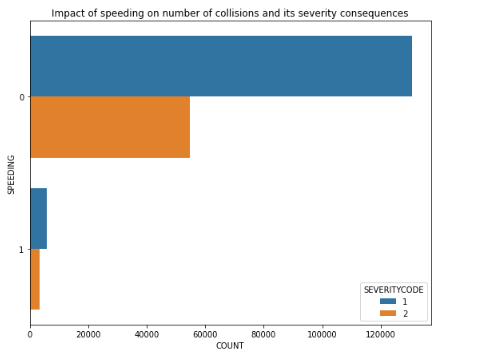 Impact of speeding on number of collisions and its severity consequences
0
SPEEDING
1
SEVERITYCODE
1
2
0 20000 40000 60000 80000 100000 120000
COUNT